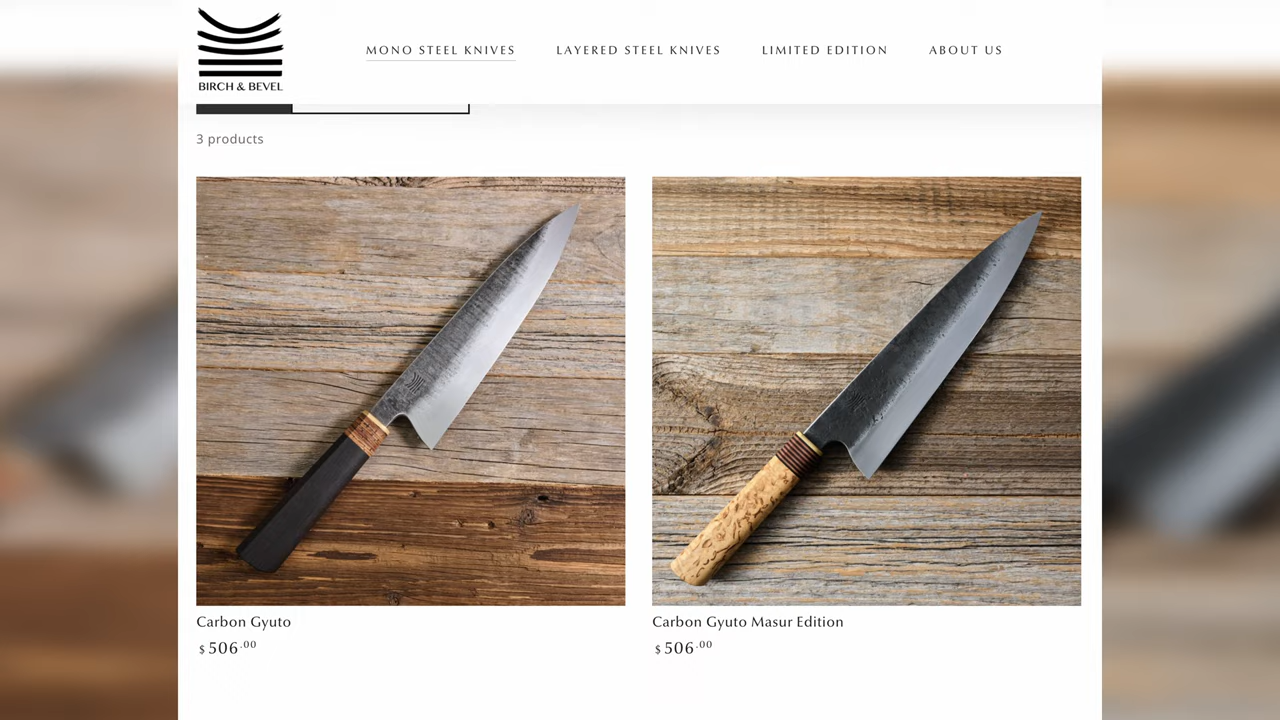 BIRCH & BEVEL
MONO STEEL KNIVES LAYERED STEEL KNIVES LIMITED EDITION ABOUT US
3 products
Carbon Gyuto
$506.00
Carbon Gyuto Masur Edition
$506.00